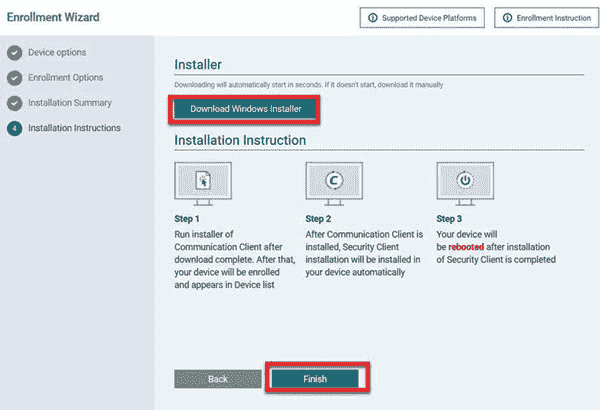 Enrollment Wizard
Supported Device Platforms
Enrollment Instruction
Device options
Enrollment Options
Installation Summary
4 Installation Instructions
Installer
Downloading will automatically start in seconds. If it doesn't start, download it manually
Download Windows Installer
Installation Instruction
Step 1
Run installer of
Communication Client after
download complete. After that,
your device will be enrolled
and appears in Device list
Step 2
After Communication Client is
installed, Security Client
installation will be installed in
your device automatically
Step 3
Your device will
be rebooted after installation
of Security Client is completed
Back
Finish